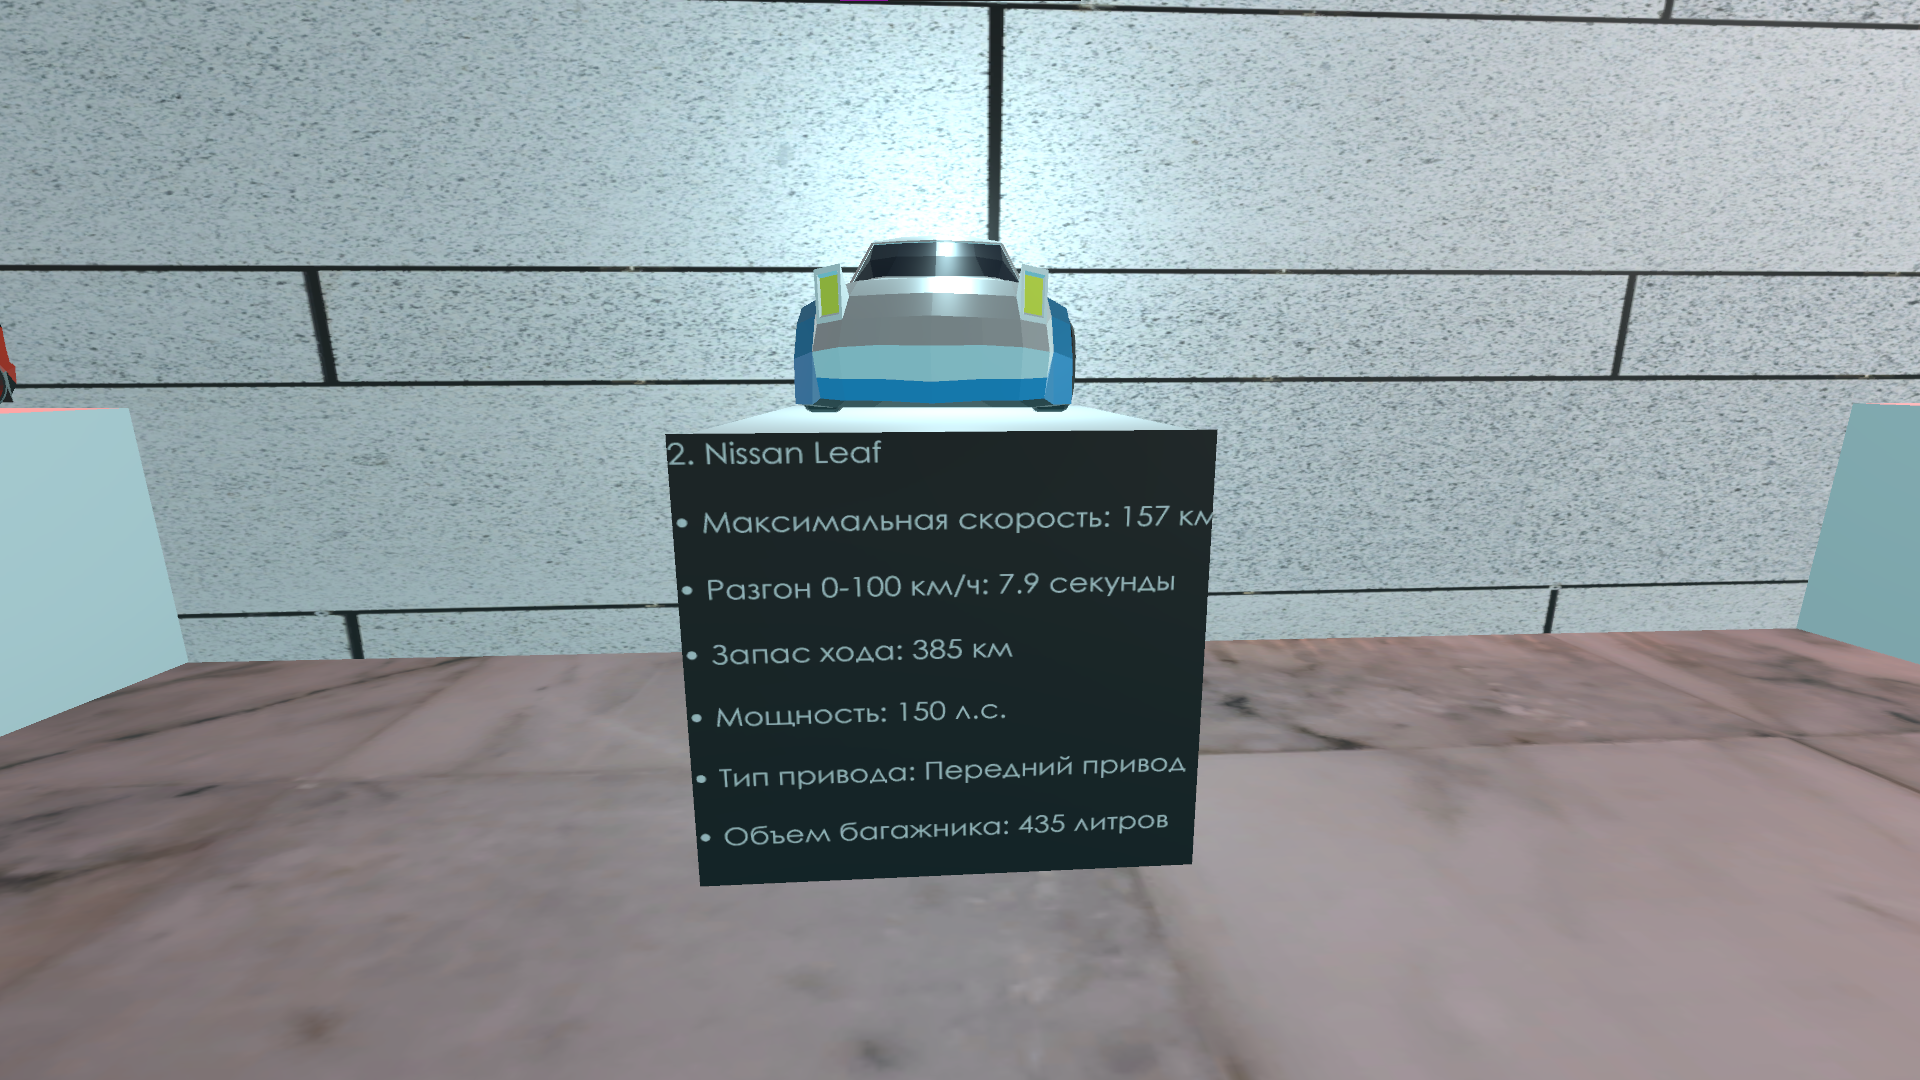 2. Nissan Leaf
• Максимальная скорость: 157 км
• Разгон 0-100 км/ч: 7.9 секунды
• Запас хода: 385 км
• Мощность: 150 л.с.
• Тип привода: Передний привод
• Объем багажника: 435 литров